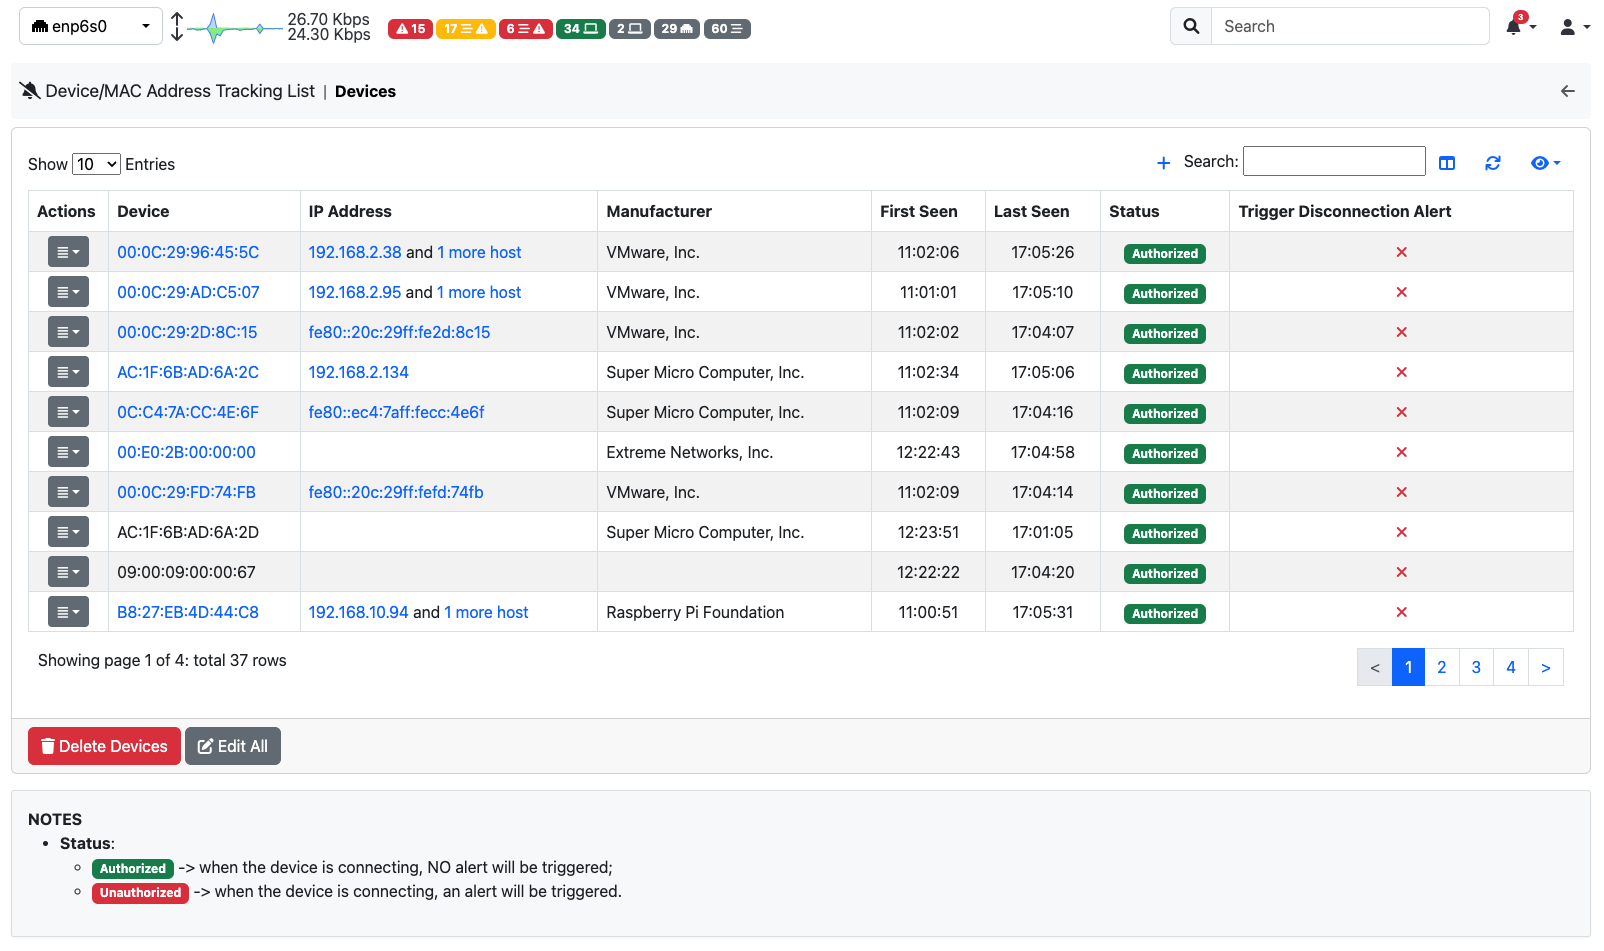 enp6s0
26.70 Kbps
24.30 Kbps
15
17
6
34
2
29
60
Search
3
Device/MAC Address Tracking List | Devices
Show 10 Entries
Search:
Actions Device IP Address Manufacturer First Seen Last Seen Status Trigger Disconnection Alert
00:0C:29:96:45:5C 192.168.2.38 and 1 more host VMware, Inc. 11:02:06 17:05:26 Authorized
00:0C:29:AD:C5:07 192.168.2.95 and 1 more host VMware, Inc. 11:01:01 17:05:10 Authorized
00:0C:29:2D:8C:15 fe80::20c:29ff:fe2d:8c15 VMware, Inc. 11:02:02 17:04:07 Authorized
AC:1F:6B:AD:6A:2C 192.168.2.134 Super Micro Computer, Inc. 11:02:34 17:05:06 Authorized
0C:C4:7A:CC:4E:6F fe80::ec4:7aff:fecc:4e6f Super Micro Computer, Inc. 11:02:09 17:04:16 Authorized
00:E0:2B:00:00:00 Extreme Networks, Inc. 12:22:43 17:04:58 Authorized
00:0C:29:FD:74:FB fe80::20c:29ff:fefd:74fb VMware, Inc. 11:02:09 17:04:14 Authorized
AC:1F:6B:AD:6A:2D Super Micro Computer, Inc. 12:23:51 17:01:05 Authorized
09:00:09:00:00:67 12:22:22 17:04:20 Authorized
B8:27:EB:4D:44:C8 192.168.10.94 and 1 more host Raspberry Pi Foundation 11:00:51 17:05:31 Authorized
Showing page 1 of 4: total 37 rows
< 1 2 3 4 >
Delete Devices Edit All
NOTES
• Status:
◦ Authorized -> when the device is connecting, NO alert will be triggered;
◦ Unauthorized -> when the device is connecting, an alert will be triggered.